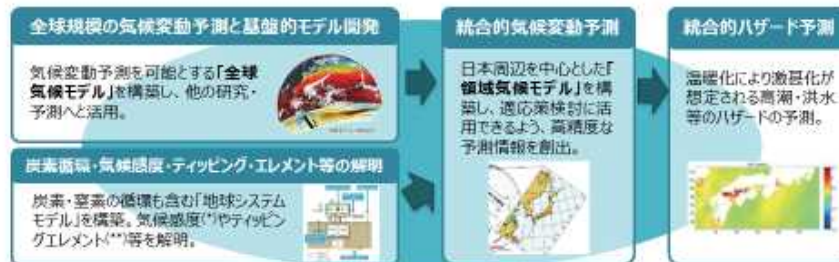 全球規模の気候変動予測と基盤的モデル開発
気候変動予測を可能とする「全球
気候モデル」を構築し、他の研究・
予測へと活用。
炭素循環・気候感度・ティッピング・エレメント等の解明
炭素・窒素の循環も含む「地球システム
モデル」を構築。気候感度(*)やティッピン
グエレメント(**)等を解明。
統合的気候変動予測
日本周辺を中心とした「
領域気候モデル」を構
築し、適応策検討に活
用できるよう、高精度な
予測情報を創出。
統合的ハザード予測
温暖化により激甚化が
想定される高潮・洪水
等のハザードの予測。